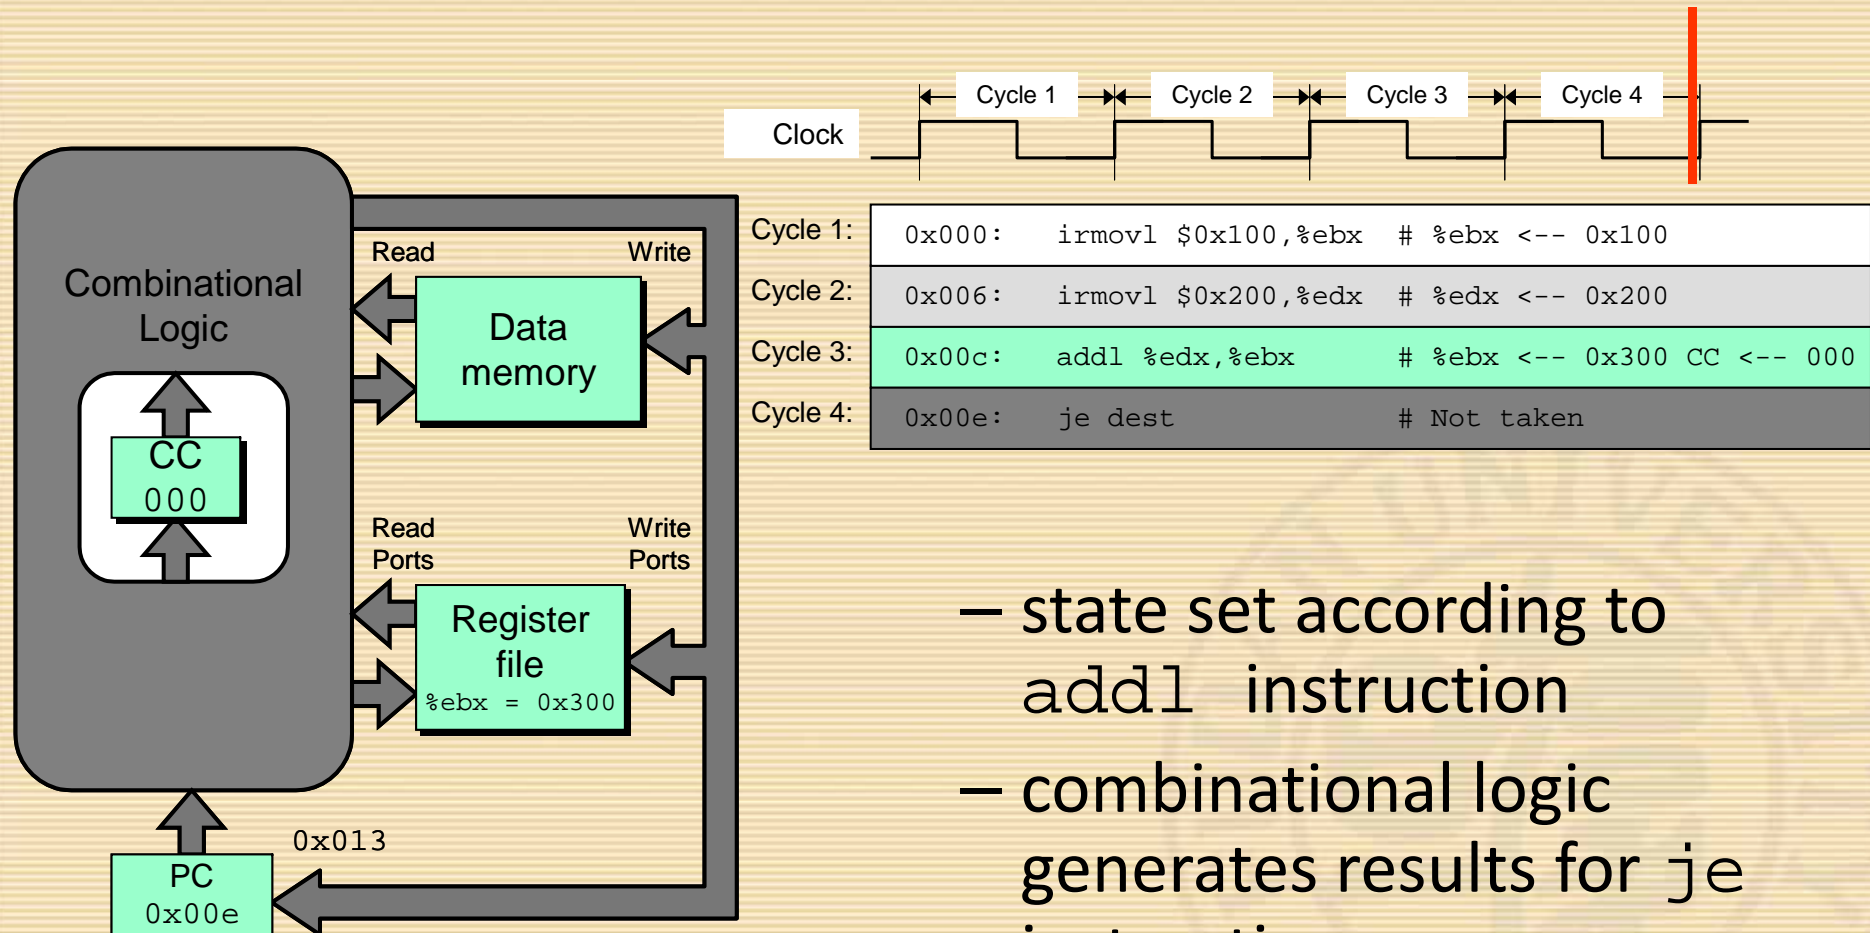 Cycle 1 Cycle 2 Cycle 3 Cycle 4
Clock
Cycle 1: 0x000: irmovl $0x100,%ebx # %ebx <-- 0x100
Cycle 2: 0x006: irmovl $0x200,%edx # %edx <-- 0x200
Cycle 3: 0x00c: addl %edx,%ebx # %ebx <-- 0x300 CC <-- 000
Cycle 4: 0x00e: je dest # Not taken
Combinational
Logic
CC
000
Read
Write
Data
memory
Read
Ports
Write
Ports
Register
file
%ebx = 0x300
0x013
PC
0x00e
– state set according to
addl instruction
– combinational logic
generates results for je